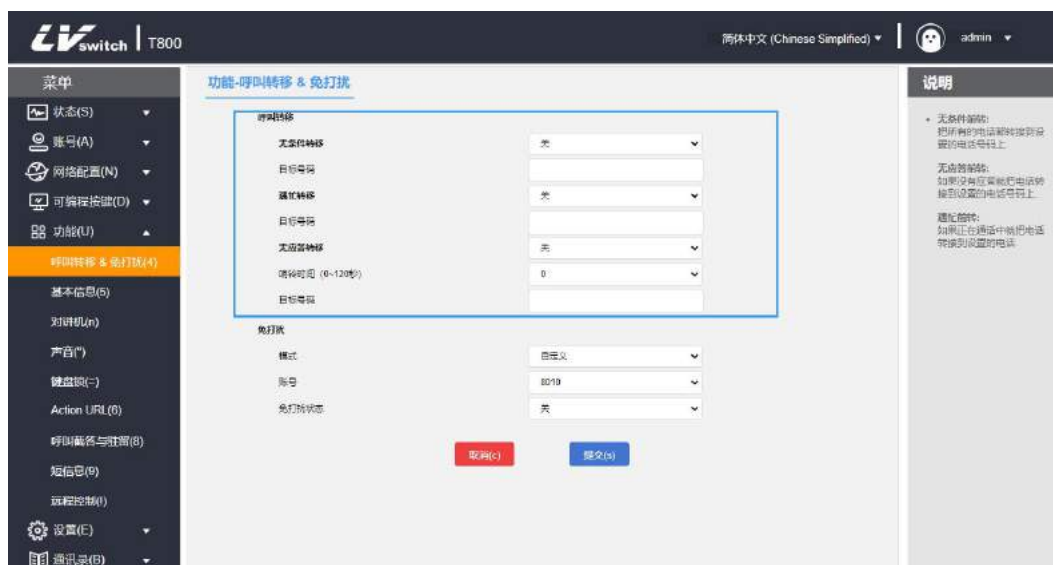 LVswitch T800
简体中文 (Chinese Simplified)
admin
菜单
状态(S)
账号(A)
网络配置(N)
可编程按键(D)
功能(U)
呼叫转移 & 免打扰(4)
基本信息(5)
对讲机(n)
声音(")
键盘锁(=)
Action URL(6)
呼叫截答与驻留(8)
短信息(9)
远程控制(!)
设置(E)
通讯录(B)
功能-呼叫转移 & 免打扰
呼叫转移
无条件转移 关
目标号码
遇忙转移 关
目标号码
无应答转移 关
响铃时间 (0~120秒) 0
目标号码
免打扰
模式 自定义
账号 8010
免打扰状态 关
取消(c)
提交(s)
说明
无条件前转:
把所有的电话都转接到设
置的电话号码上
无应答前转:
如果没有应答就把电话转
接到设置的电话号码上
遇忙前转:
如果正在通话中就把电话
转接到设置的电话